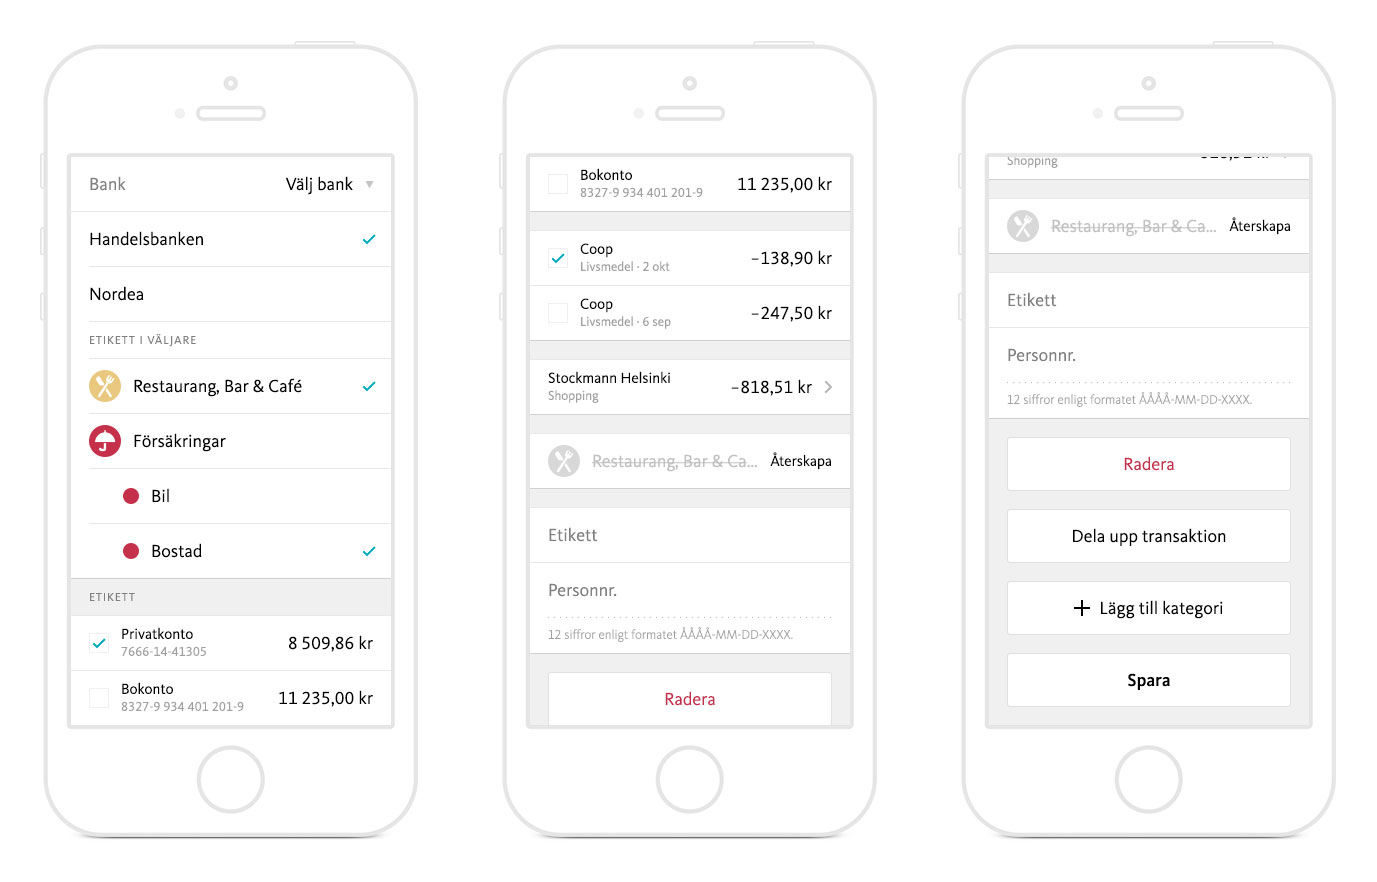 Bank
Välj bank
Handelsbanken
Nordea
ETIKETT I VÄLJARE
Restaurang, Bar & Café
Försäkringar
Bil
Bostad
ETIKETT
Privatkonto
8 509,86 kr
7666-14-41305
Bokonto
11 235,00 kr
8327-9 934 401 201-9
Bokonto
11 235,00 kr
8327-9 934 401 201-9
Coop
−138,90 kr
Livsmedel · 2 okt
Coop
−247,50 kr
Livsmedel · 6 sep
Stockmann Helsinki
−818,51 kr
Shopping
Restaurang, Bar & Ca...
Återskapa
Etikett
Personnr.
12 siffror enligt formatet ÅÅÅÅ-MM-DD-XXXX.
Radera
Shopping
Restaurang, Bar & Ca...
Återskapa
Etikett
Personnr.
12 siffror enligt formatet ÅÅÅÅ-MM-DD-XXXX.
Radera
Dela upp transaktion
Lägg till kategori
Spara